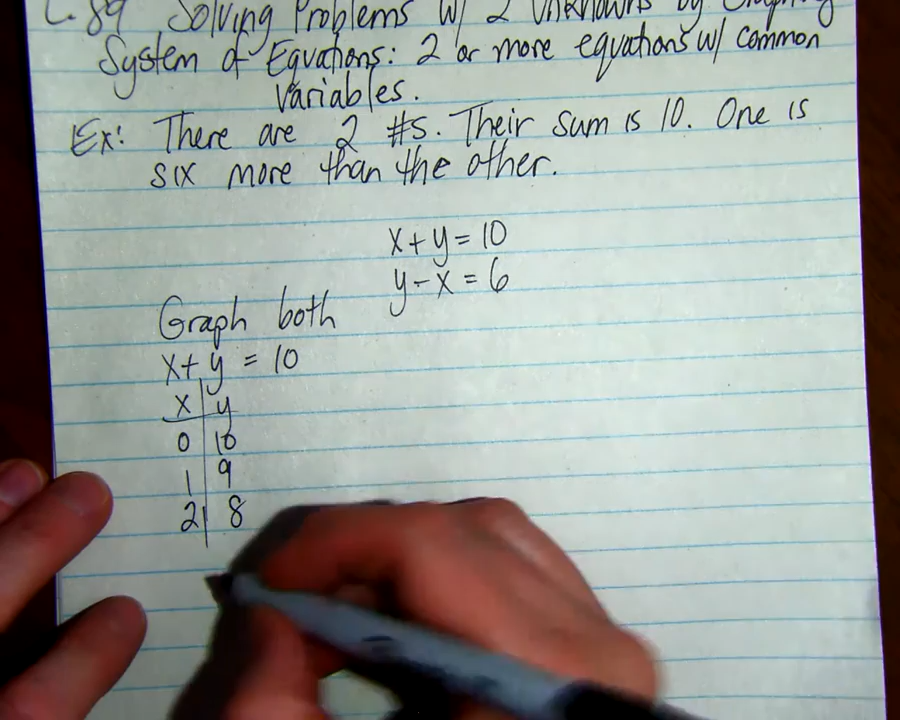 L. 89 Solving Problems w/ 2 Unknowns by Graphing
System of Equations: 2 or more equations w/ common
Variables.
Ex: There are 2 #s. Their sum is 10. One is
six more than the other.
x+y=10
y-x=6
Graph both
x+y = 10
x y
0 10
1 9
2 8